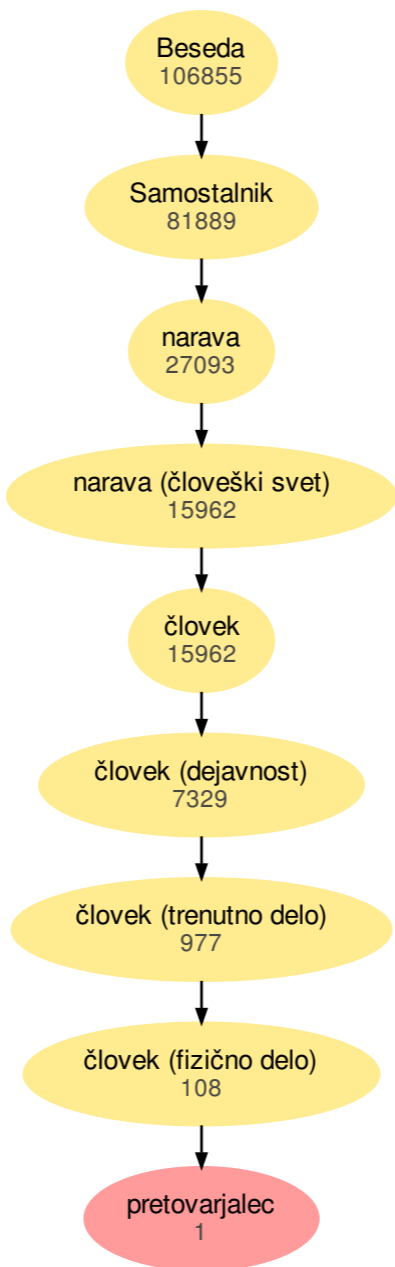 Beseda
106855
Samostalnik
81889
narava
27093
narava (človeški svet)
15962
človek
15962
človek (dejavnost)
7329
človek (trenutno delo)
977
človek (fizično delo)
108
pretovarjalec
1